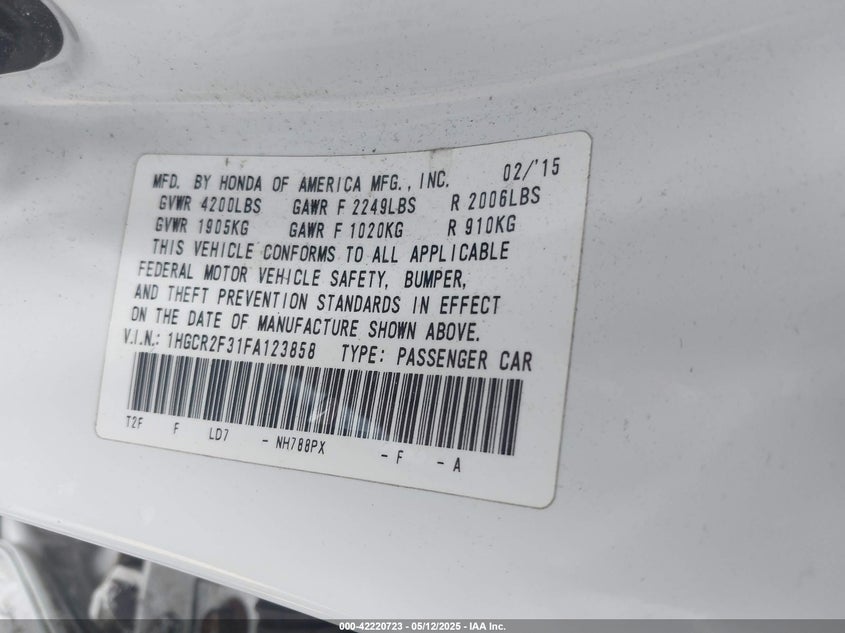 MFD. BY HONDA OF AMERICA MFG., INC. 02/'15
GVWR 4200LBS GAWR F 2249LBS R 2006LBS
GVWR 1905KG GAWR F 1020KG R 910KG
THIS VEHICLE CONFORMS TO ALL APPLICABLE
FEDERAL MOTOR VEHICLE SAFETY, BUMPER,
AND THEFT PREVENTION STANDARDS IN EFFECT
ON THE DATE OF MANUFACTURE SHOWN ABOVE.
V.I.N.: 1HGCR2F31FA123858 TYPE: PASSENGER CAR
T2F F LD7 - NH788PX - F - A
000-42220723 - 05/12/2025 - IAA Inc.